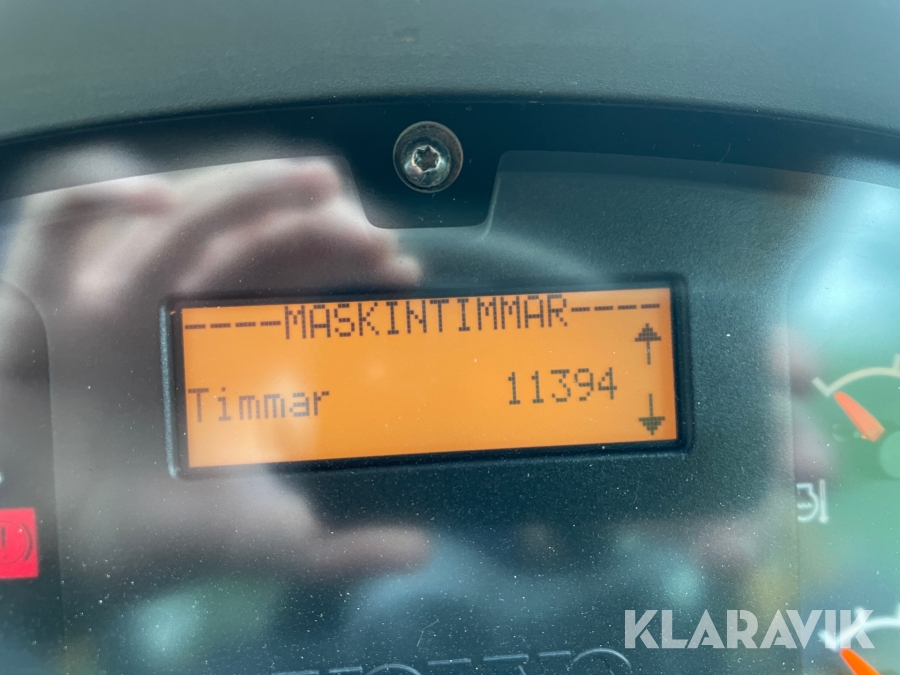 ----MASKINTIMMAR----
Timmar 11394
KLARAVIK